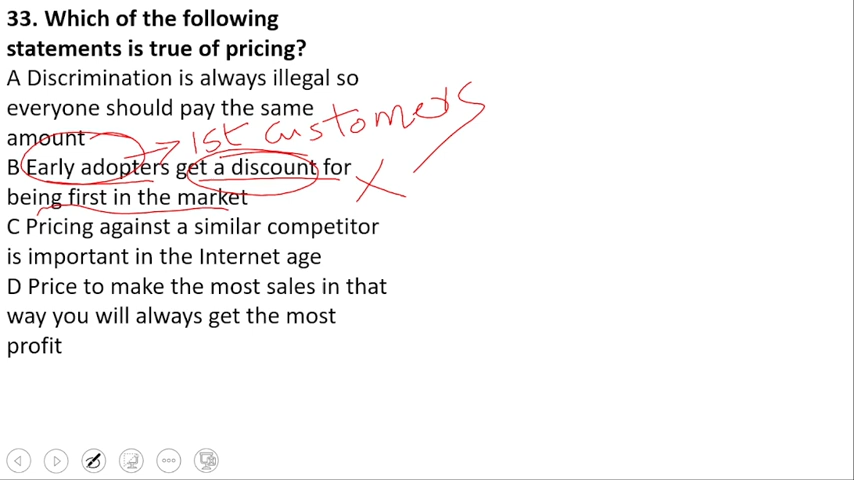 33. Which of the following
statements is true of pricing?
A Discrimination is always illegal so
everyone should pay the same
amount
1st customers
B Early adopters get a discount for
being first in the market
C Pricing against a similar competitor
is important in the Internet age
D Price to make the most sales in that
way you will always get the most
profit